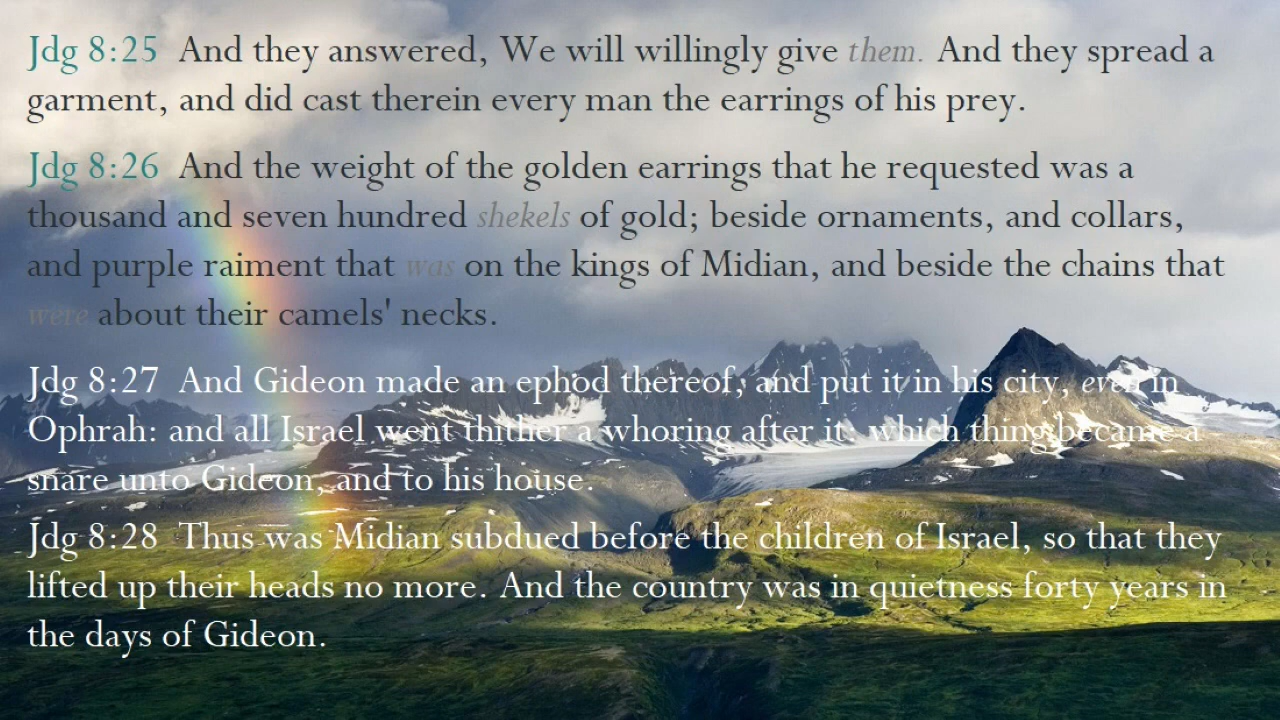 Jdg 8:25 And they answered, We will willingly give them. And they spread a
garment, and did cast therein every man the earrings of his prey.
Jdg 8:26 And the weight of the golden earrings that he requested was a
thousand and seven hundred shekels of gold; beside ornaments, and collars,
and purple raiment that was on the kings of Midian, and beside the chains that
were about their camels' necks.
Jdg 8:27 And Gideon made an ephod thereof, and put it in his city, even in
Ophrah: and all Israel went thither a whoring after it: which thing became a
snare unto Gideon, and to his house.
Jdg 8:28 Thus was Midian subdued before the children of Israel, so that they
lifted up their heads no more. And the country was in quietness forty years in
the days of Gideon.